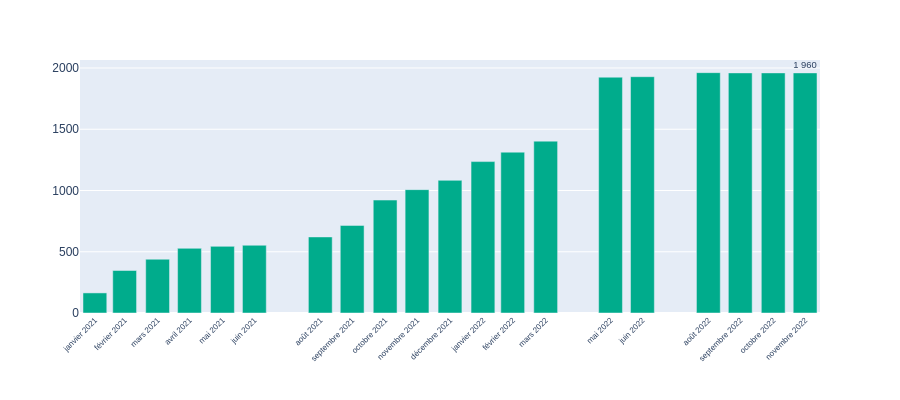 2000
1 960
1500
1000
500
0
janvier 2021
février 2021
mars 2021
avril 2021
mai 2021
juin 2021
août 2021
septembre 2021
octobre 2021
novembre 2021
décembre 2021
janvier 2022
février 2022
mars 2022
mai 2022
juin 2022
août 2022
septembre 2022
octobre 2022
novembre 2022